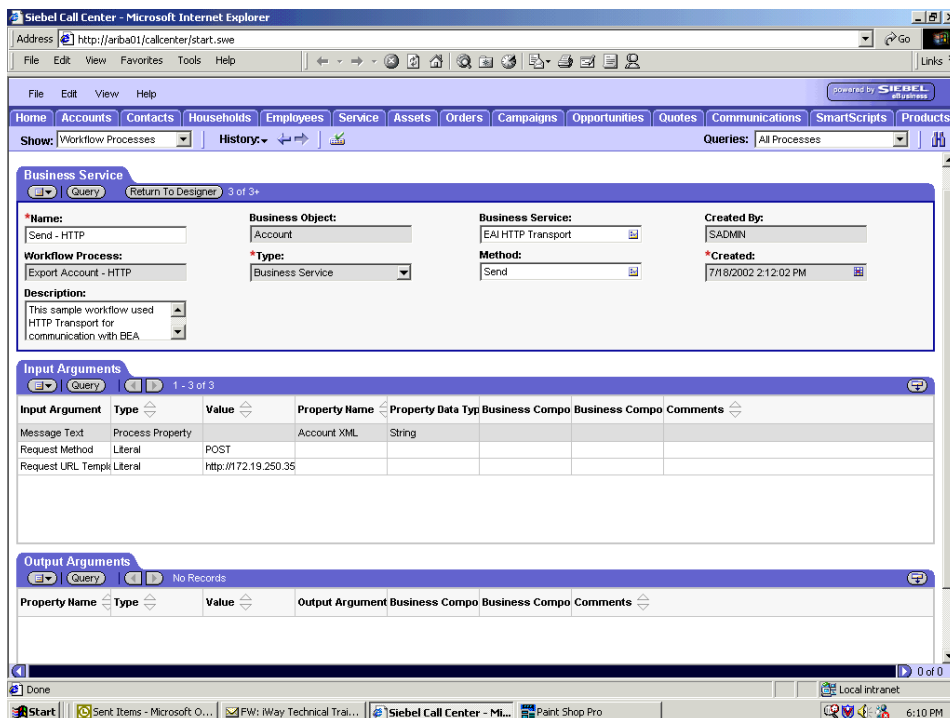 Siebel Call Center - Microsoft Internet Explorer
Address http://ariba01/callcenter/start.swe Go
File Edit View Favorites Tools Help Links
File Edit View Help powered by SIEBEL eBusiness
Home Accounts Contacts Households Employees Service Assets Orders Campaigns Opportunities Quotes Communications SmartScripts Products
Show: Workflow Processes History: Queries: All Processes
Business Service
Query Return To Designer 3 of 3+
*Name: Business Object: Business Service: Created By:
Send - HTTP Account EAI HTTP Transport SADMIN
Workflow Process: *Type: Method: *Created:
Export Account - HTTP Business Service Send 7/18/2002 2:12:02 PM
Description:
This sample workflow used
HTTP Transport for
communication with BEA
Input Arguments
Query 1 - 3 of 3
Input Argument Type Value Property Name Property Data Typ Business Compo Business Compo Comments
Message Text Process Property Account XML String
Request Method Literal POST
Request URL Templa Literal http://172.19.250.35
Output Arguments
Query No Records
Property Name Type Value Output Argument Business Compo Business Compo Comments
0 of 0
Done Local intranet
Start Sent Items - Microsoft O... FW: iWay Technical Trai... Siebel Call Center - Mi... Paint Shop Pro 6:10 PM